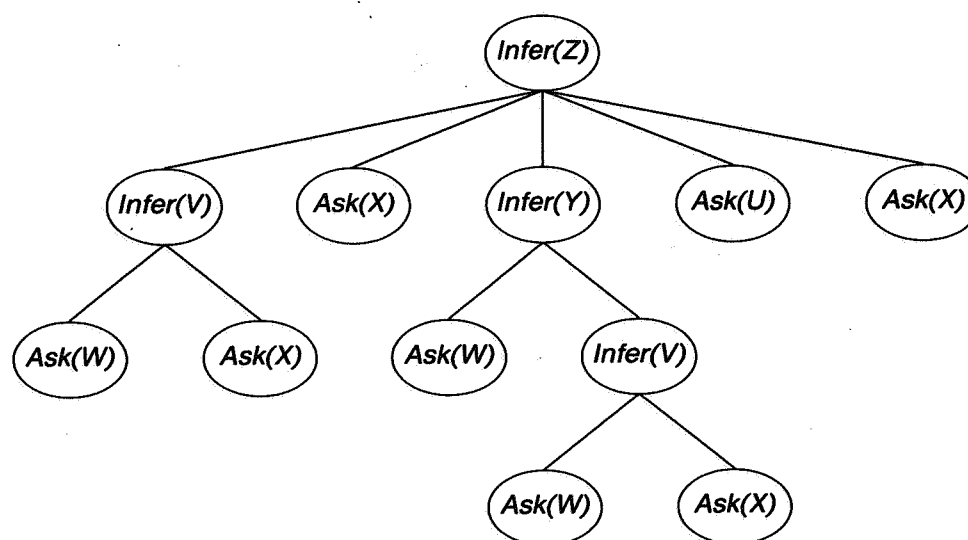 Infer(Z)
Infer(V) Ask(X) Infer(Y) Ask(U) Ask(X)
Ask(W) Ask(X) Ask(W) Infer(V)
Ask(W) Ask(X)